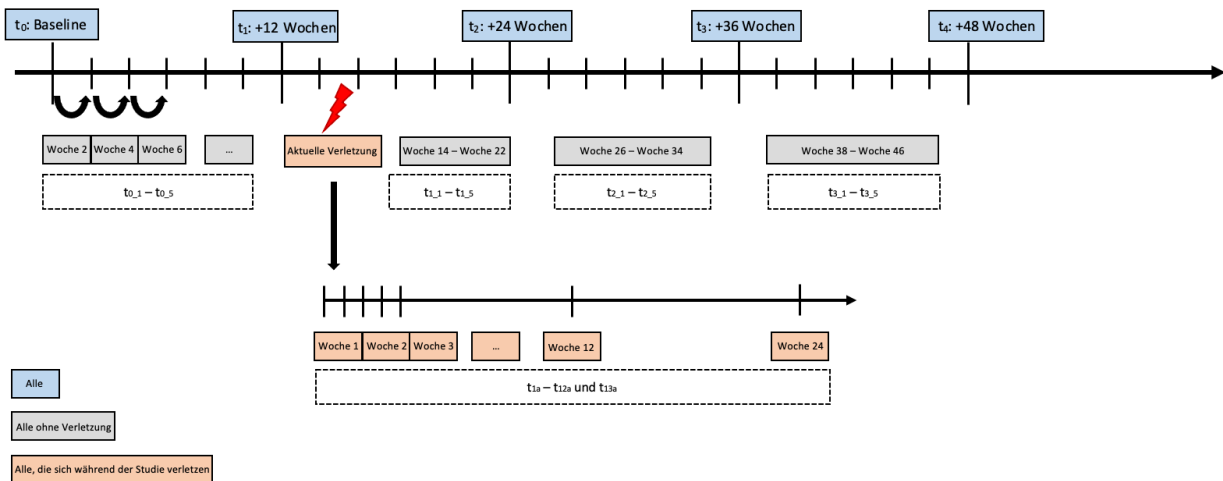 t₀: Baseline
t₁: +12 Wochen
t₂: +24 Wochen
t₃: +36 Wochen
t₄: +48 Wochen
Woche 2
Woche 4
Woche 6
...
Aktuelle Verletzung
Woche 14 – Woche 22
Woche 26 – Woche 34
Woche 38 – Woche 46
t0_1 – t0_5
t1_1 – t1_5
t2_1 – t2_5
t3_1 – t3_5
Woche 1
Woche 2
Woche 3
...
Woche 12
Woche 24
t1a – t12a und t13a
Alle
Alle ohne Verletzung
Alle, die sich während der Studie verletzen